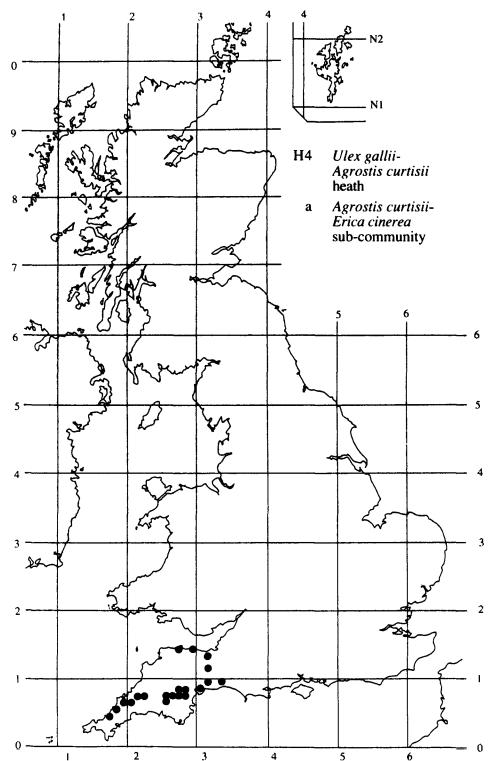 1 2 3 4 4
N2
0
N1
9
H4 Ulex gallii-
Agrostis curtisii
heath
8
a Agrostis curtisii-
Erica cinerea
sub-community
7
5 6
6 6
5 5
4 4
3 3
2 2
1 1
0 0
1 2 3 4 5 6